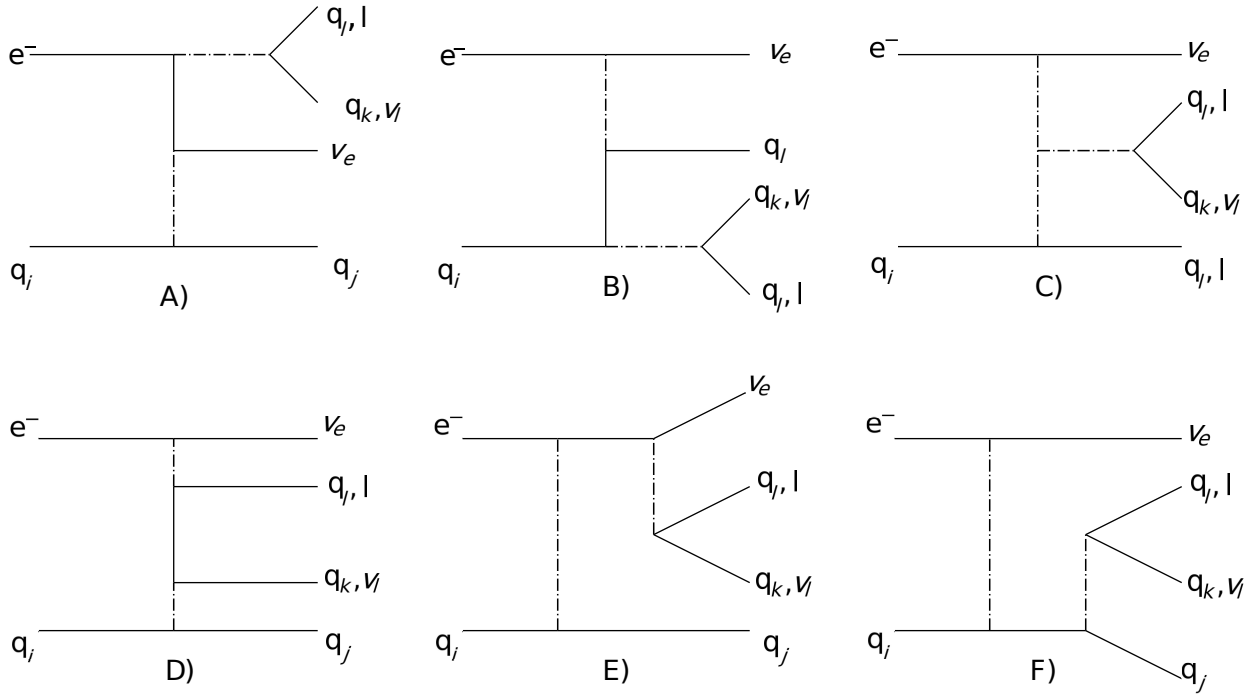 q_l, l
e⁻
q_k, ν_l
ν_e
q_i
q_j
A)
e⁻
ν_e
q_l
q_k, ν_l
q_i
q_l, l
B)
e⁻
ν_e
q_l, l
q_k, ν_l
q_i
q_l, l
C)
e⁻
ν_e
q_l, l
q_k, ν_l
q_i
q_j
D)
ν_e
e⁻
q_l, l
q_k, ν_l
q_i
q_j
E)
e⁻
ν_e
q_l, l
q_k, ν_l
q_i
q_j
F)